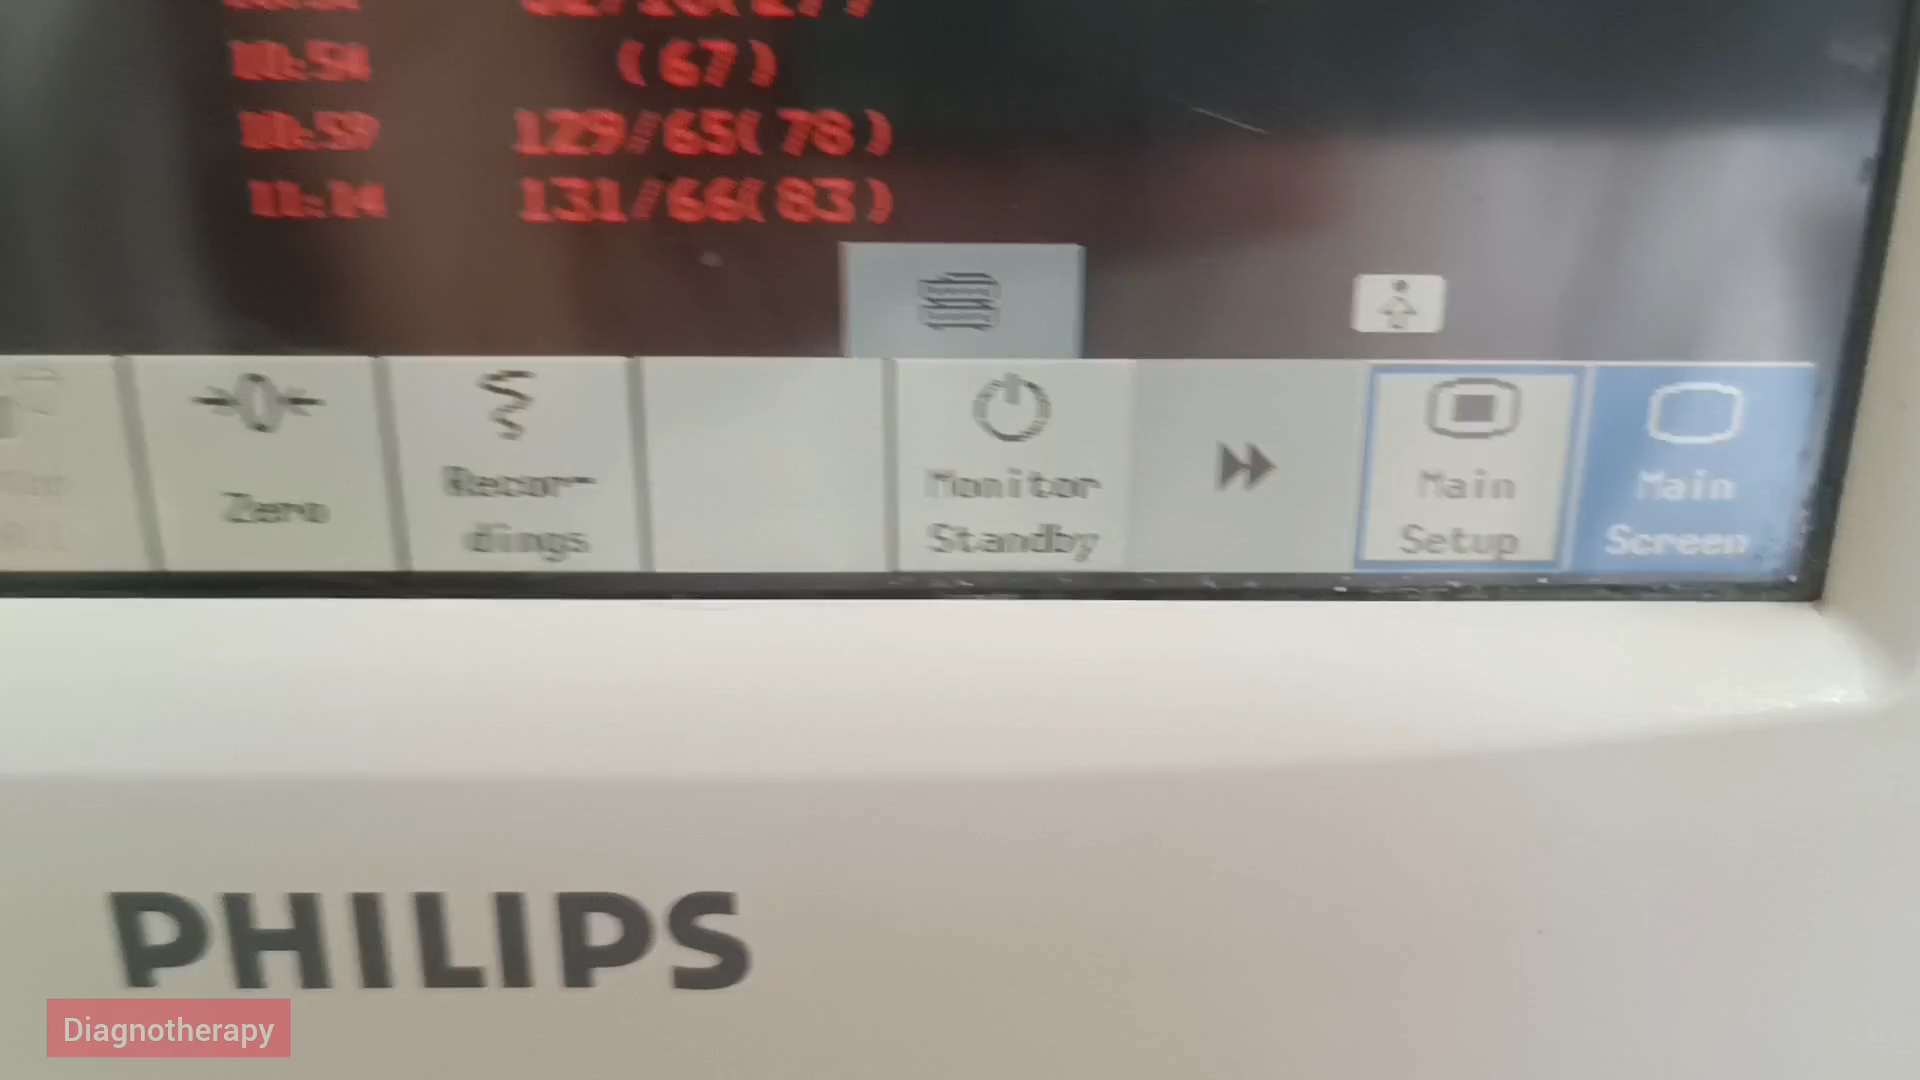 10:54 (67)
10:59 129/65(78)
11:14 131/66(83)
Zero
Recor-
dings
Monitor
Standby
Main
Setup
Main
Screen
PHILIPS
Diagnotherapy